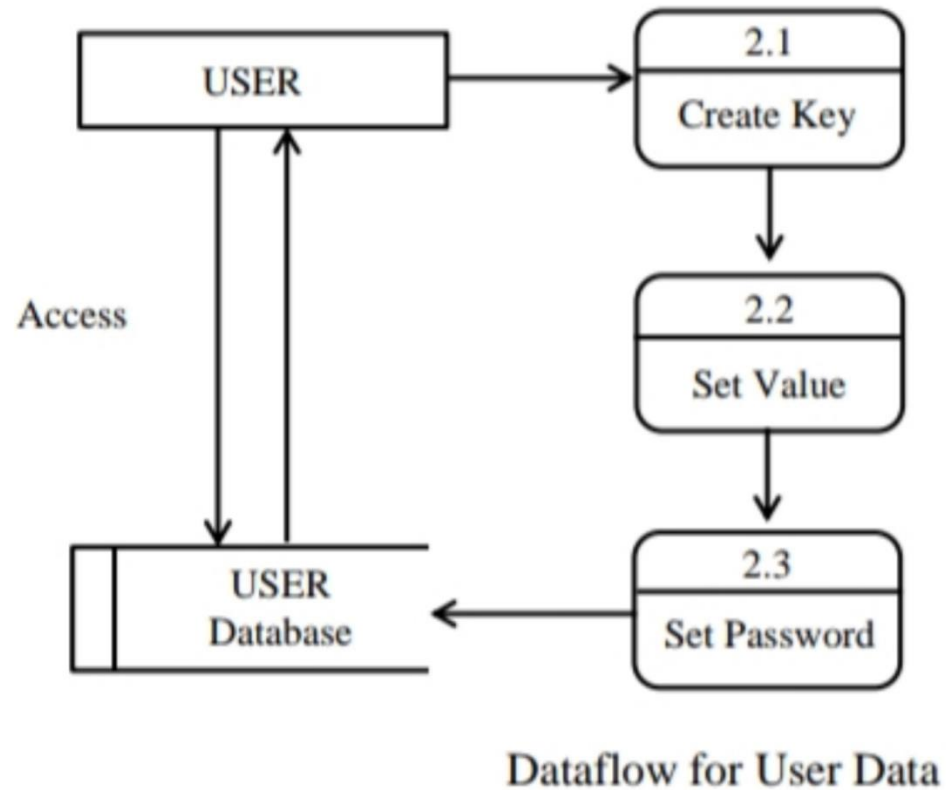 USER
2.1
Create Key
Access
2.2
Set Value
USER
Database
2.3
Set Password
Dataflow for User Data